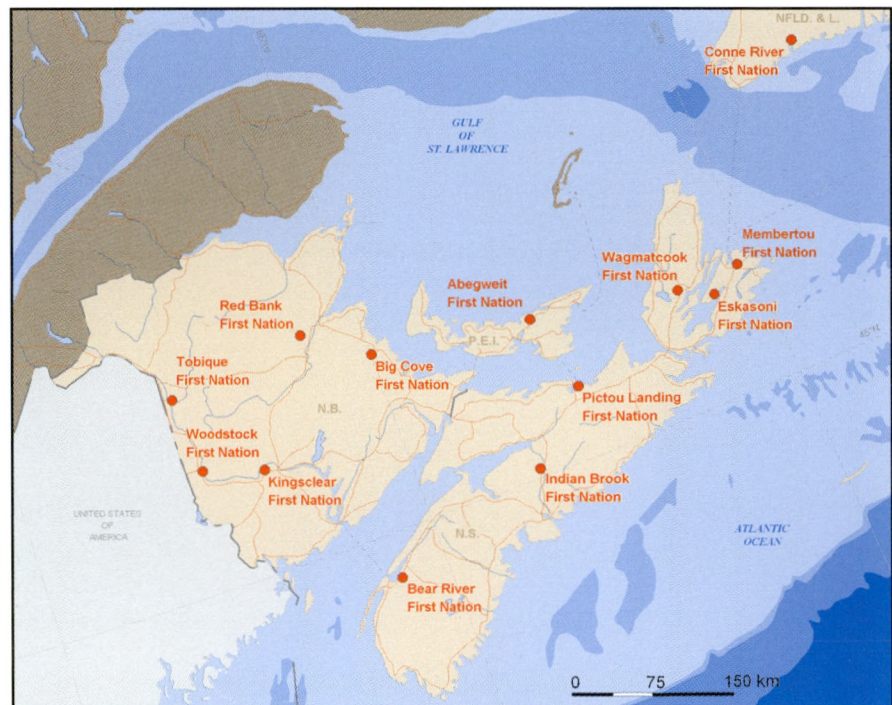 NFLD. & L.
Conne River
First Nation
GULF
OF
ST. LAWRENCE
Membertou
First Nation
Wagmatcook
First Nation
Abegweit
First Nation
Eskasoni
First Nation
Red Bank
First Nation
P.E.I.
Big Cove
First Nation
Tobique
First Nation
Pictou Landing
First Nation
N.B.
Woodstock
First Nation
Kingsclear
First Nation
Indian Brook
First Nation
UNITED STATES
OF
AMERICA
N.S.
ATLANTIC
OCEAN
Bear River
First Nation
0 75 150 km